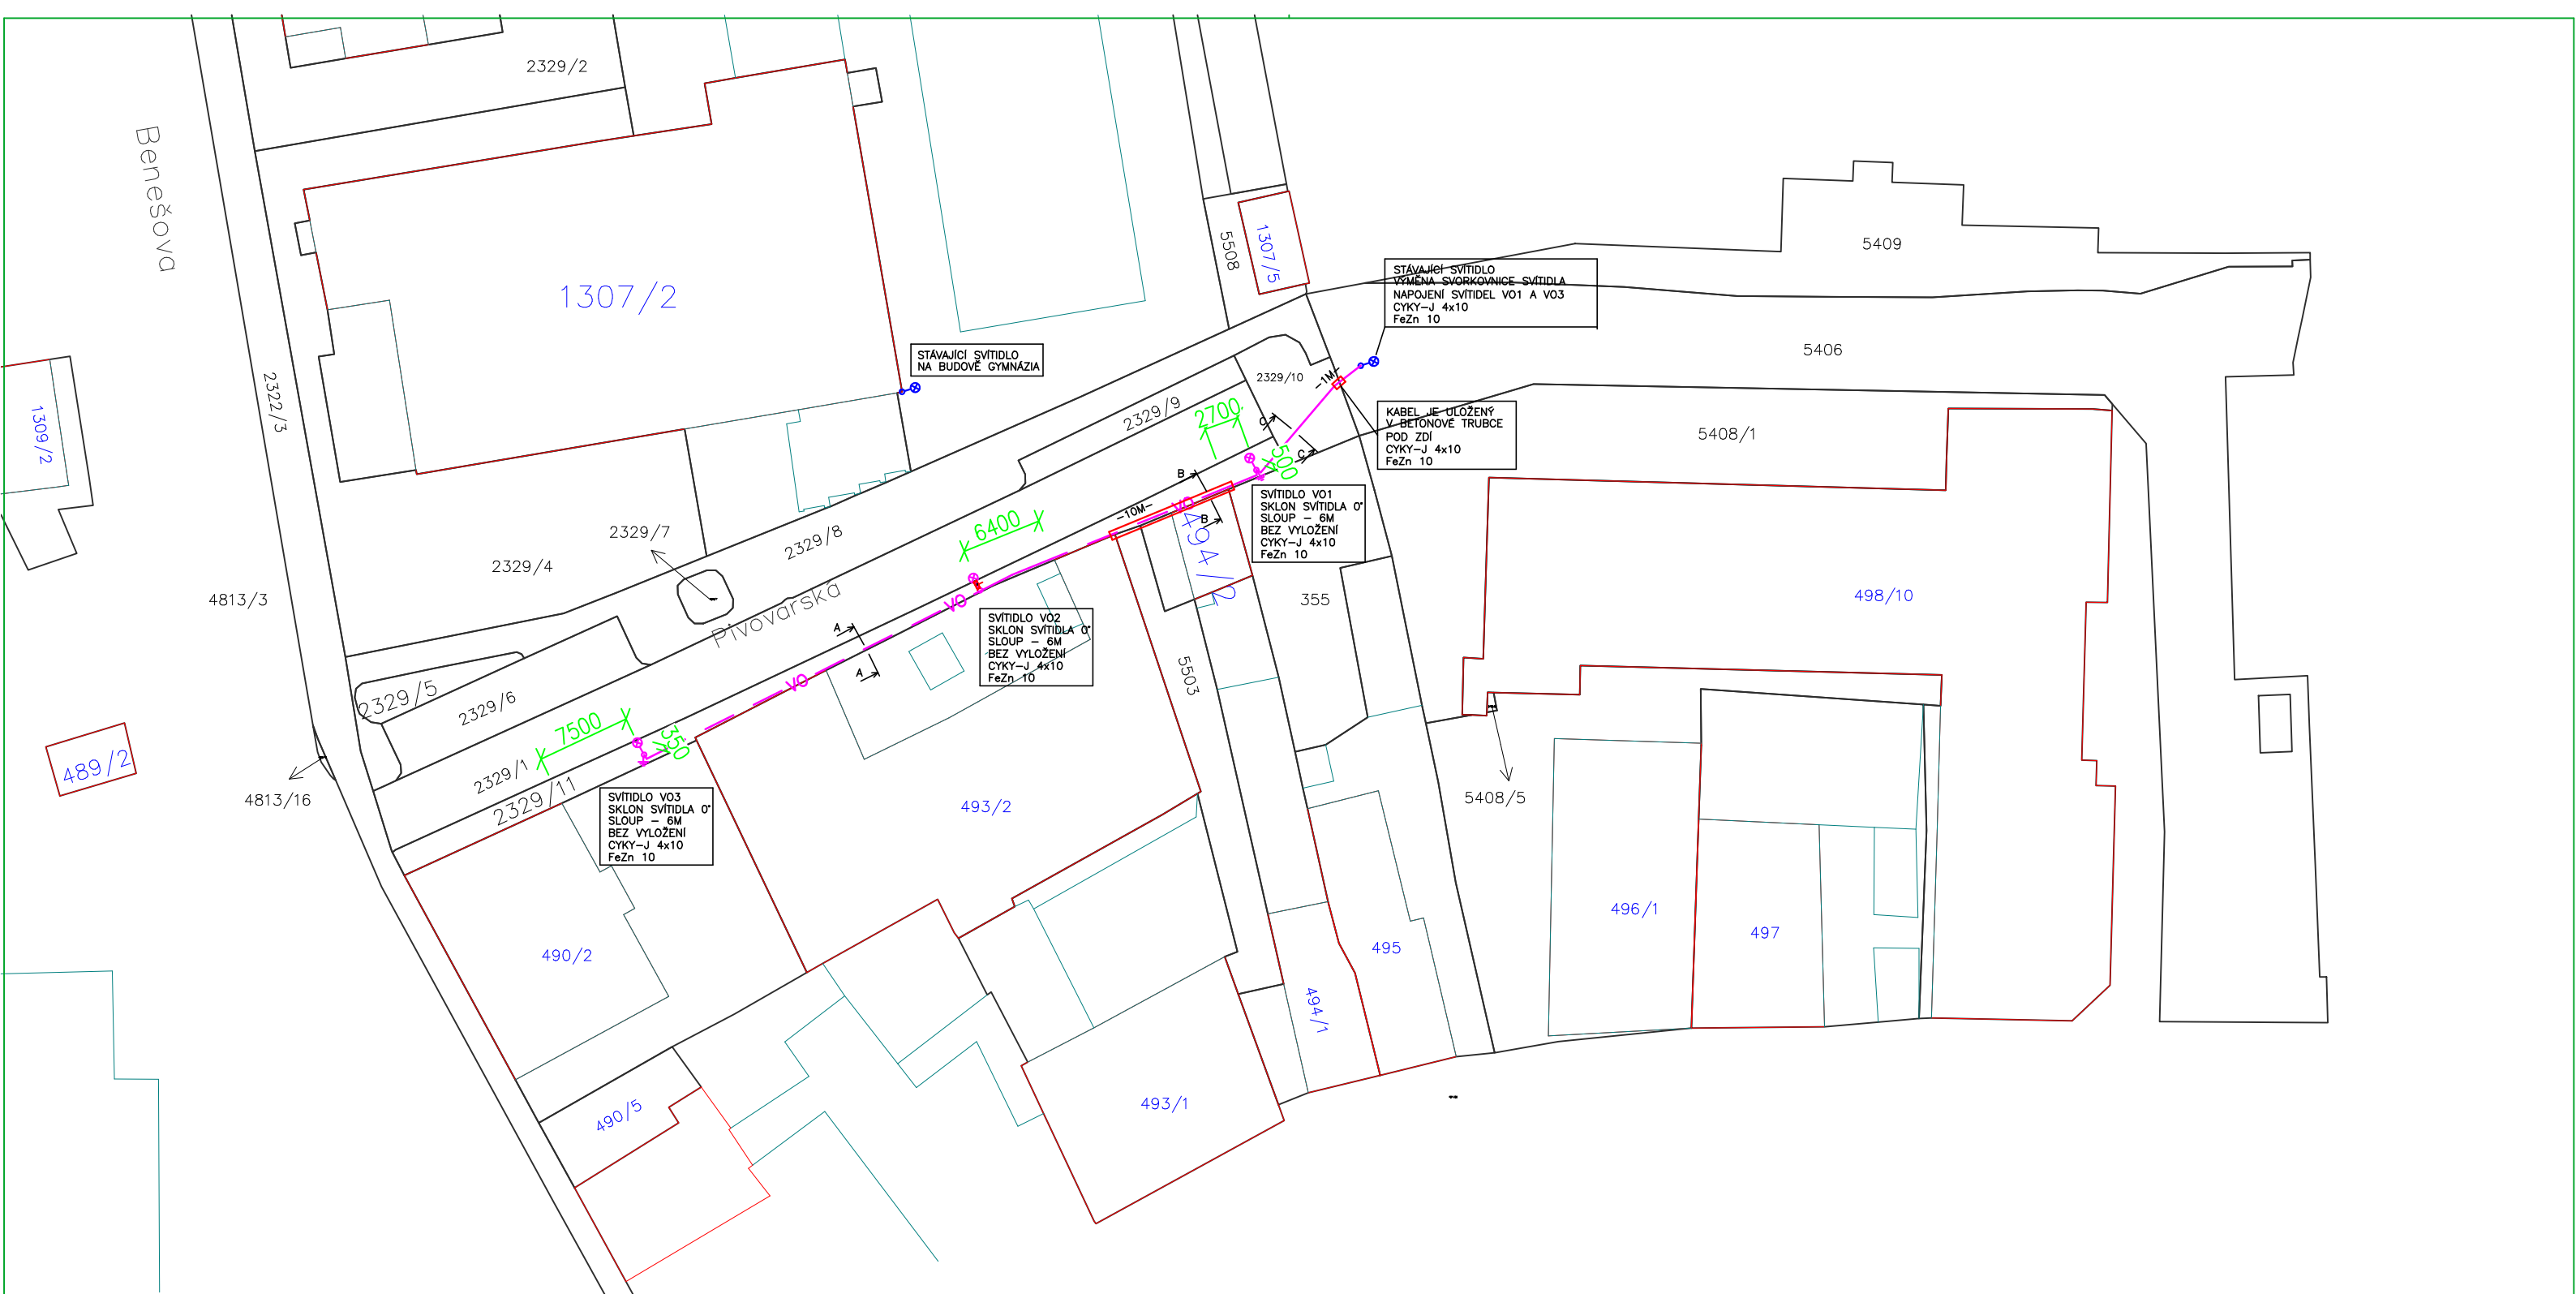 2329/2
Benešova
5409
5508
1307/5
STÁVAJÍCÍ SVÍTIDLO
VÝMĚNA SVORKOVNICE SVÍTIDLA
NAPOJENÍ SVÍTIDEL VO1 A VO3
CYKY-J 4x10
FeZn 10
1307/2
5406
STÁVAJÍCÍ SVÍTIDLO
NA BUDOVĚ GYMNÁZIA
2329/10
-1M-
2322/3
1309/2
2329/9
2700
C
C
KABEL JE ULOŽENÝ
V BETONOVÉ TRUBCE
POD ZDÍ
CYKY-J 4x10
FeZn 10
5408/1
500
B
B
-10M-
VO
494/2
SVÍTIDLO VO1
SKLON SVÍTIDLA 0°
SLOUP - 6M
BEZ VYLOŽENÍ
CYKY-J 4x10
FeZn 10
2329/7
2329/8
6400
2329/4
4813/3
Pivovarská
VO
355
498/10
SVÍTIDLO VO2
SKLON SVÍTIDLA 0°
SLOUP - 6M
BEZ VYLOŽENÍ
CYKY-J 4x10
FeZn 10
A
A
VO
5503
2329/5
2329/6
7500
350
489/2
2329/1
2329/11
4813/16
5408/5
SVÍTIDLO VO3
SKLON SVÍTIDLA 0°
SLOUP - 6M
BEZ VYLOŽENÍ
CYKY-J 4x10
FeZn 10
493/2
496/1
497
490/2
495
494/1
490/5
493/1